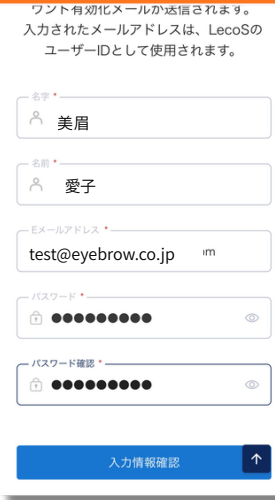 ウント有効化メールが送信されます。
入力されたメールアドレスは、LecoSの
ユーザーIDとして使用されます。
名字 *
美眉
名前 *
愛子
Eメールアドレス *
test@eyebrow.co.jp
パスワード *
●●●●●●●●●
パスワード確認 *
●●●●●●●●●
入力情報確認